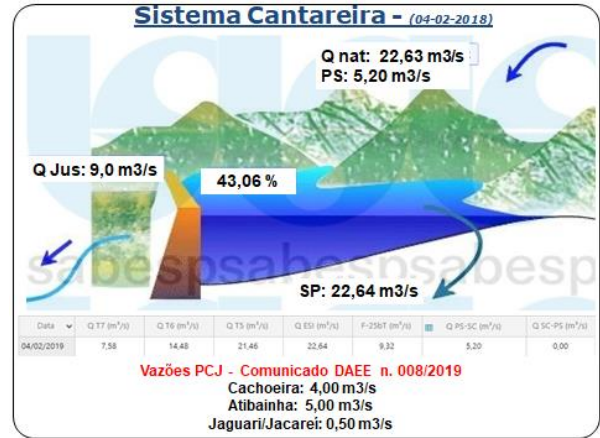 Sistema Cantareira - (04-02-2018)
Q nat: 22,63 m3/s
PS: 5,20 m3/s
Q Jus: 9,0 m3/s
43,06 %
sabespsabespsabesp
SP: 22,64 m3/s
Data Q T7 (m³/s) Q T6 (m³/s) Q T5 (m³/s) Q ESI (m³/s) F-25bT (m³/s) Q PS-SC (m³/s) Q SC-PS (m³/s)
04/02/2019 7,58 14,48 21,46 22,64 9,32 5,20 0,00
Vazões PCJ - Comunicado DAEE n. 008/2019
Cachoeira: 4,00 m3/s
Atibainha: 5,00 m3/s
Jaguari/Jacareí: 0,50 m3/s